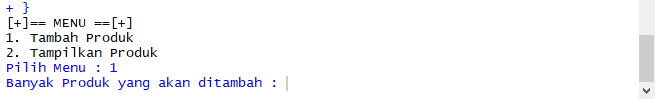 + }
[+]== MENU ==[+]
1. Tambah Produk
2. Tampilkan Produk
Pilih Menu : 1
Banyak Produk yang akan ditambah :